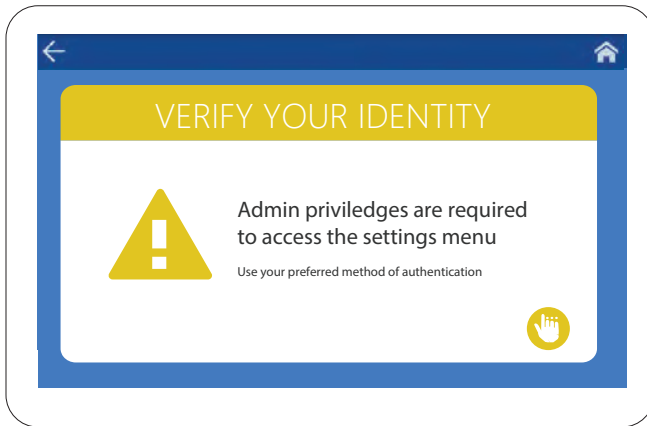 VERIFY YOUR IDENTITY
Admin priviledges are required
to access the settings menu
Use your preferred method of authentication